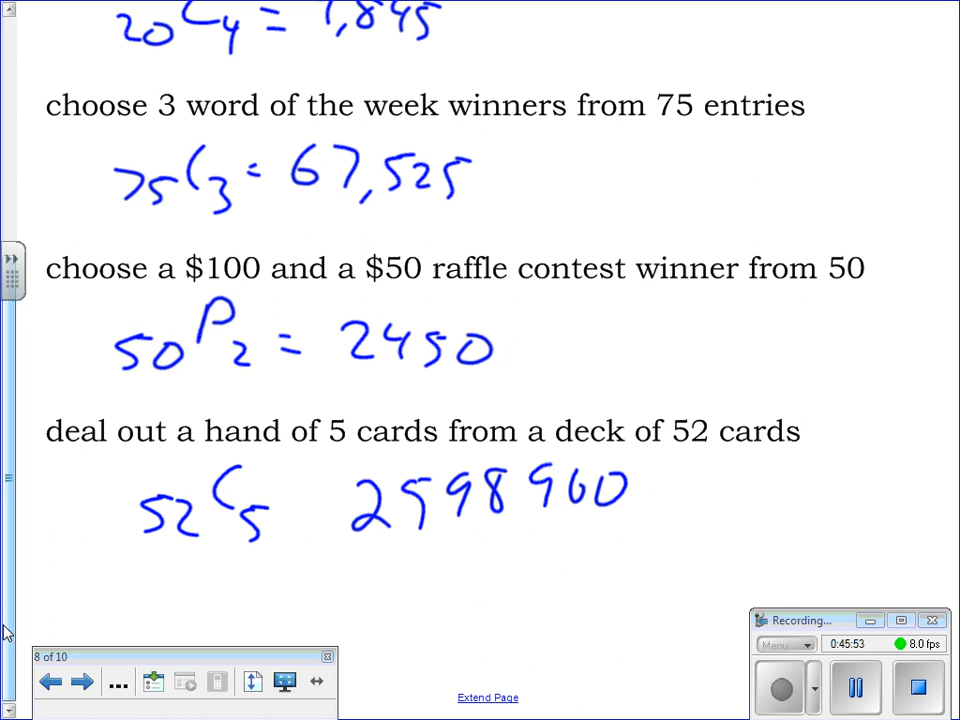 20C4 = 1,845
choose 3 word of the week winners from 75 entries
75C3 = 67,525
choose a $100 and a $50 raffle contest winner from 50
50P2 = 2450
deal out a hand of 5 cards from a deck of 52 cards
52C5 2598960
Recording...
Menu 0:45:53 8.0 fps
8 of 10
Extend Page